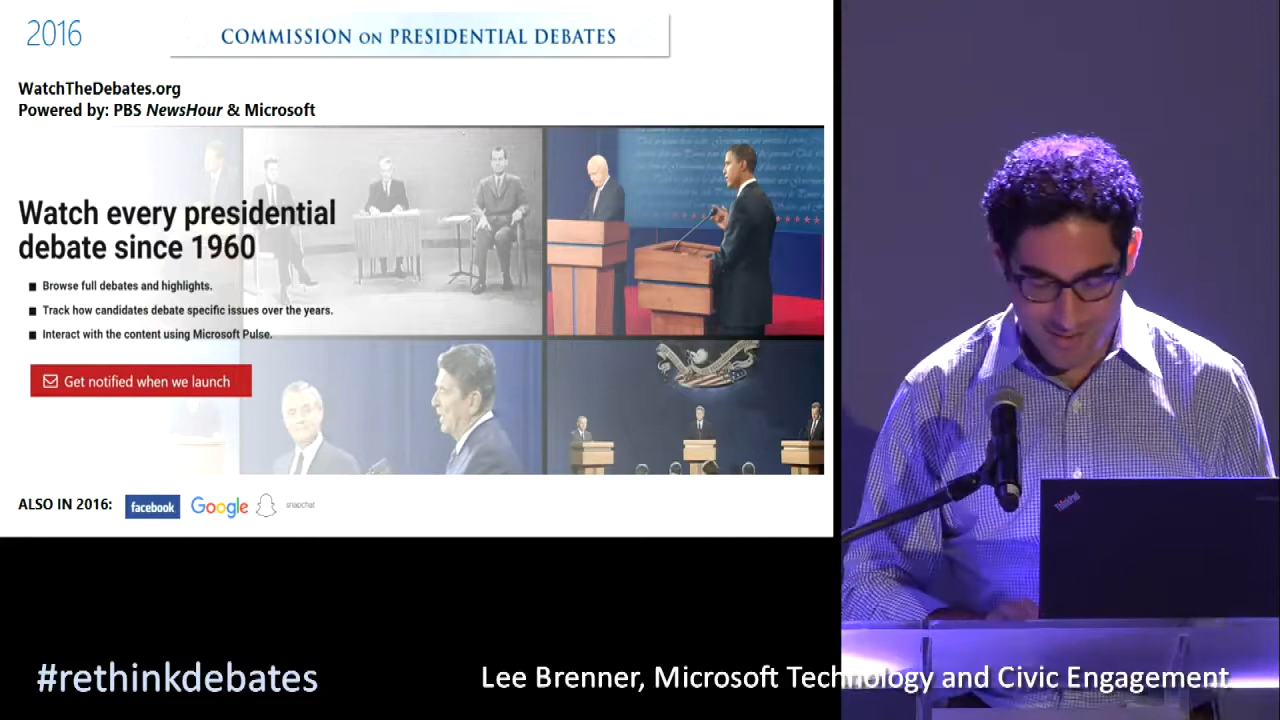 2016
COMMISSION ON PRESIDENTIAL DEBATES
WatchTheDebates.org
Powered by: PBS NewsHour & Microsoft
Watch every presidential
debate since 1960
Browse full debates and highlights.
Track how candidates debate specific issues over the years.
Interact with the content using Microsoft Pulse.
Get notified when we launch
ALSO IN 2016: facebook Google snapchat
ThinkPad
#rethinkdebates
Lee Brenner, Microsoft Technology and Civic Engagement